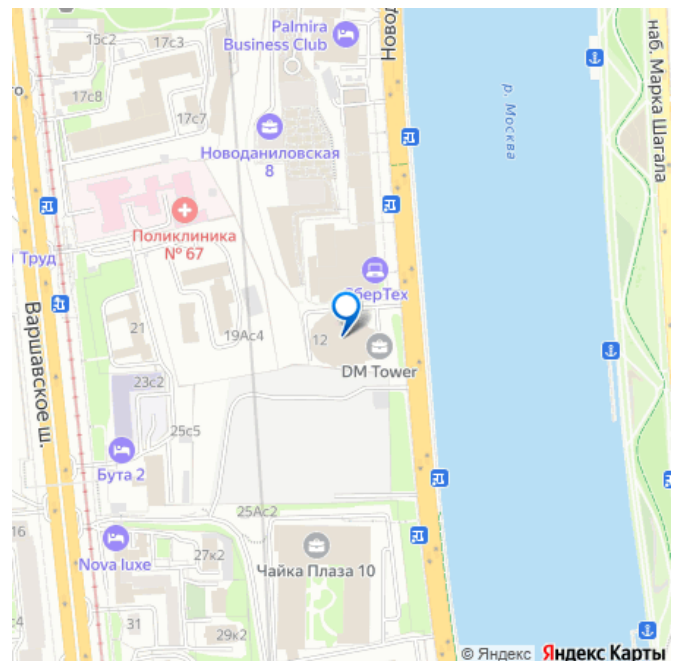 Palmira
Business Club
15с2
17с3
17с8
17с7
Новод
наб. Марка Шагала
р. Москва
Новоданиловская
8
Поликлиника
№ 67
Труд
СберТех
Варшавское ш.
21
19Ас4
12
DM Tower
23с2
25с5
Бута 2
25Ас2
16
Nova luxe
27к2
Чайка Плаза 10
с4
31
29к2
© Яндекс Яндекс Карты